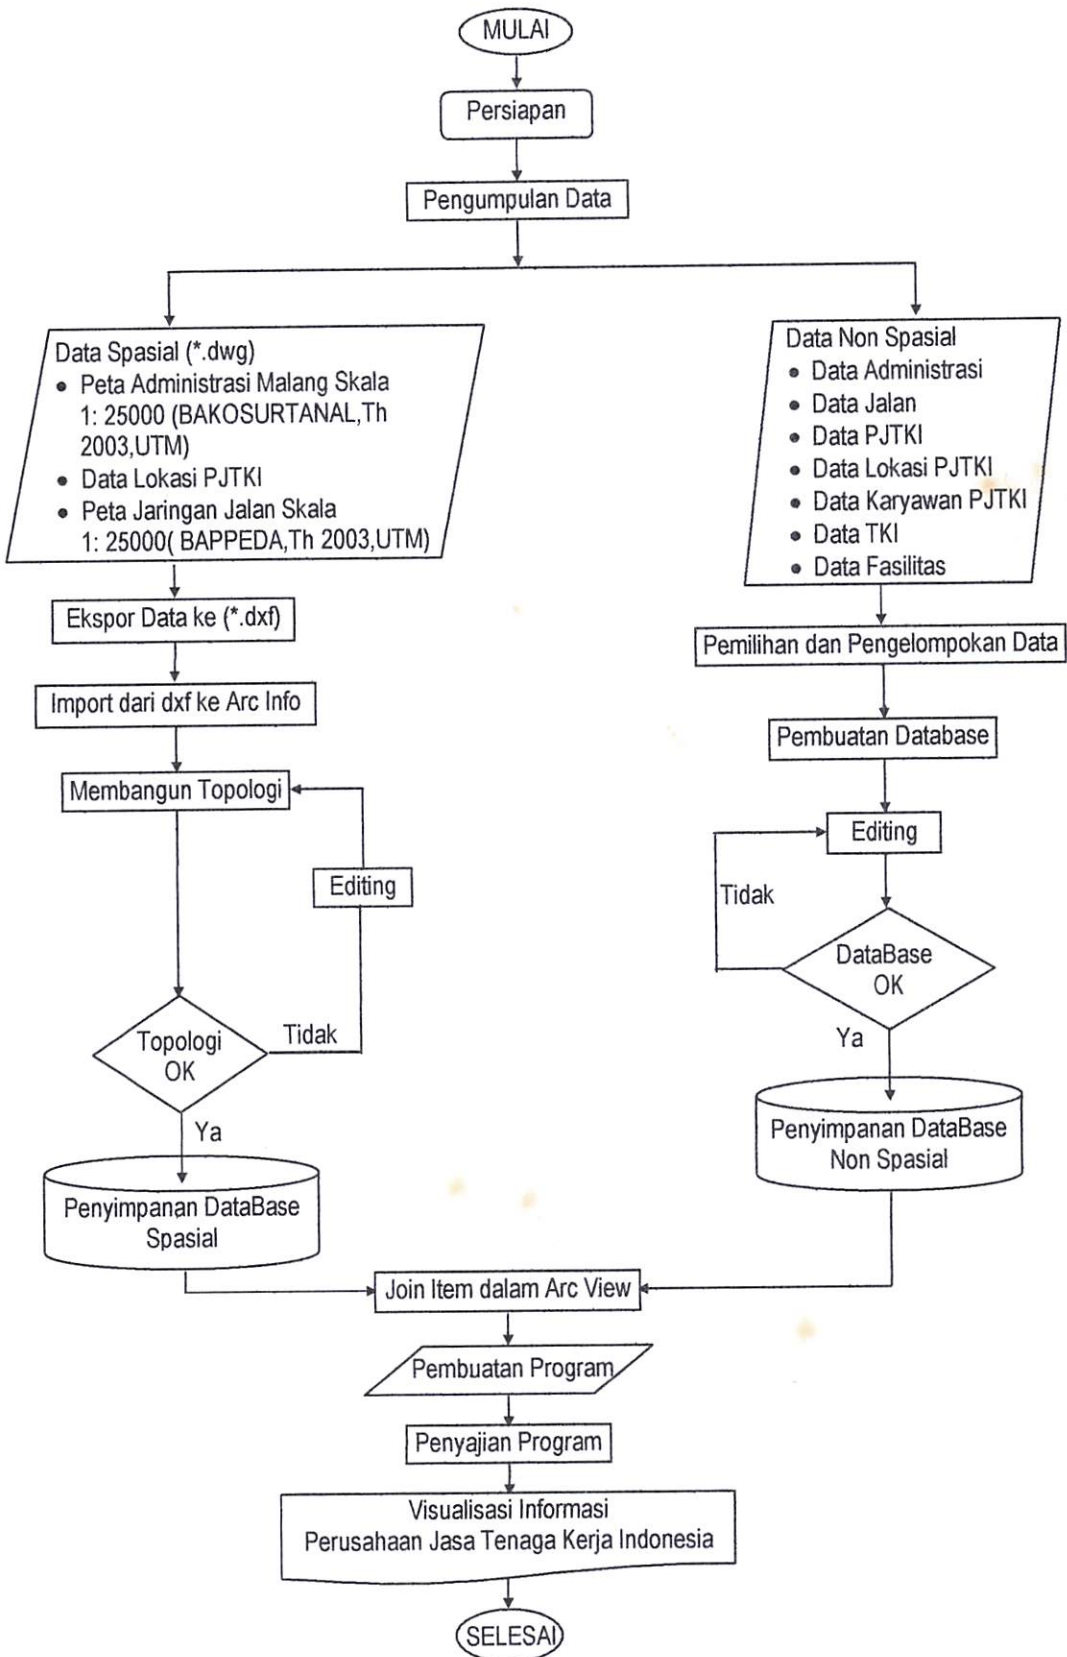 MULAI
Persiapan
Pengumpulan Data
Data Spasial (*.dwg)
• Peta Administrasi Malang Skala
1: 25000 (BAKOSURTANAL,Th
2003,UTM)
• Data Lokasi PJTKI
• Peta Jaringan Jalan Skala
1: 25000( BAPPEDA,Th 2003,UTM)
Ekspor Data ke (*.dxf)
Import dari dxf ke Arc Info
Membangun Topologi
Editing
Topologi
OK
Tidak
Ya
Penyimpanan DataBase
Spasial
Data Non Spasial
• Data Administrasi
• Data Jalan
• Data PJTKI
• Data Lokasi PJTKI
• Data Karyawan PJTKI
• Data TKI
• Data Fasilitas
Pemilihan dan Pengelompokan Data
Pembuatan Database
Editing
Tidak
DataBase
OK
Ya
Penyimpanan DataBase
Non Spasial
Join Item dalam Arc View
Pembuatan Program
Penyajian Program
Visualisasi Informasi
Perusahaan Jasa Tenaga Kerja Indonesia
SELESAI